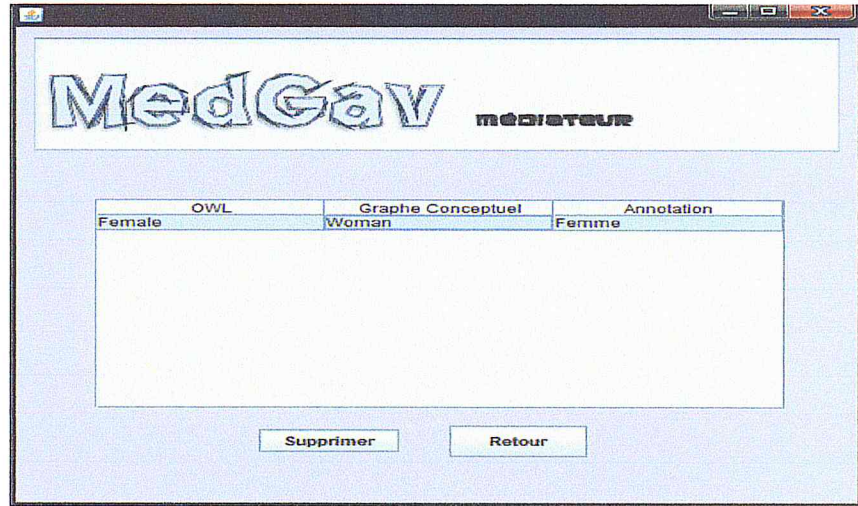 MedGav médiateur
OWL Graphe Conceptuel Annotation
Female Woman Femme
Supprimer Retour